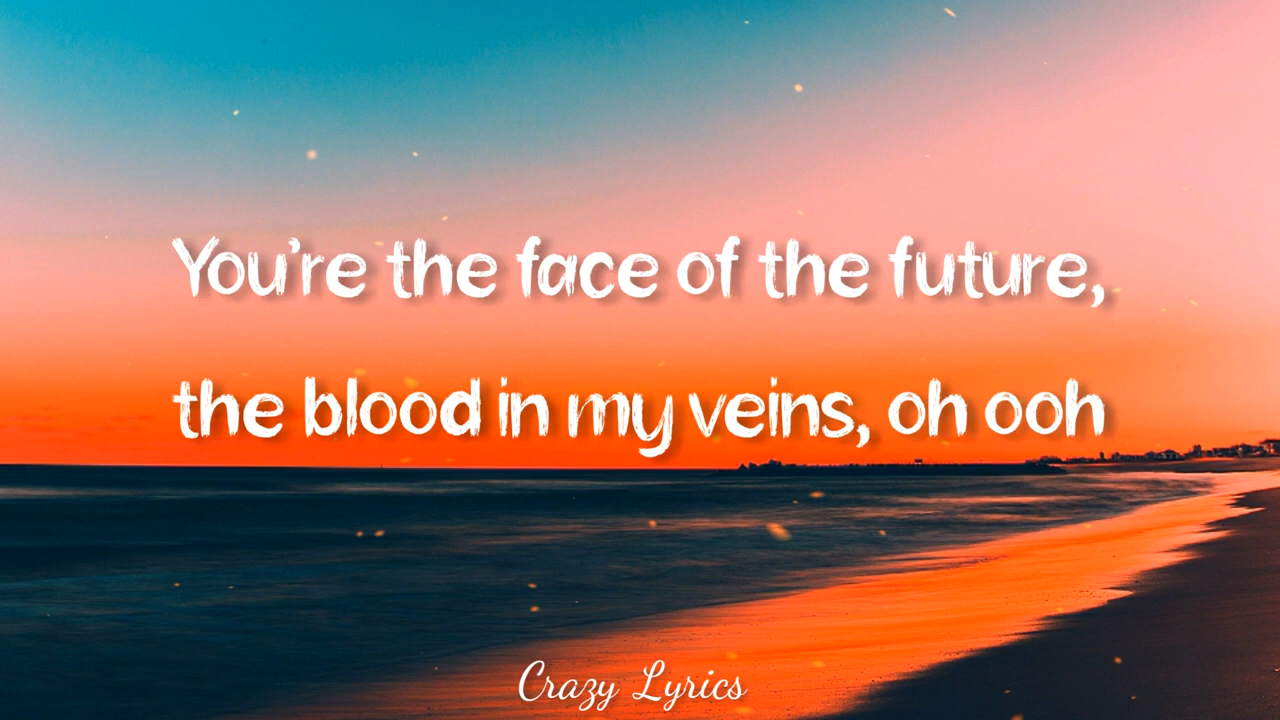 You're the face of the future,
the blood in my veins, oh ooh
Crazy Lyrics